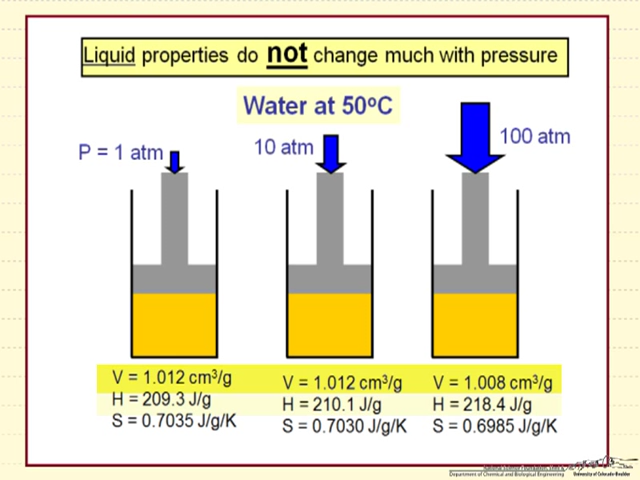 Liquid properties do not change much with pressure
Water at 50ºC
P = 1 atm
10 atm
100 atm
V = 1.012 cm³/g
H = 209.3 J/g
S = 0.7035 J/g/K
V = 1.012 cm³/g
H = 210.1 J/g
S = 0.7030 J/g/K
V = 1.008 cm³/g
H = 218.4 J/g
S = 0.6985 J/g/K
Department of Chemical and Biological Engineering
University of Colorado Boulder